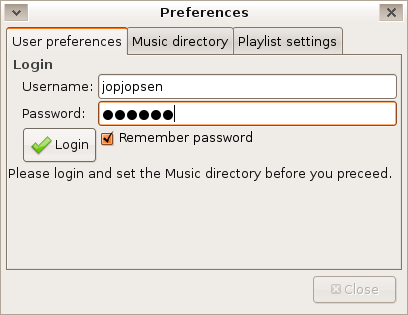 Preferences
User preferences Music directory Playlist settings
Login
Username: jopjopsen
Password: ●●●●●●
Login Remember password
Please login and set the Music directory before you preceed.
Close